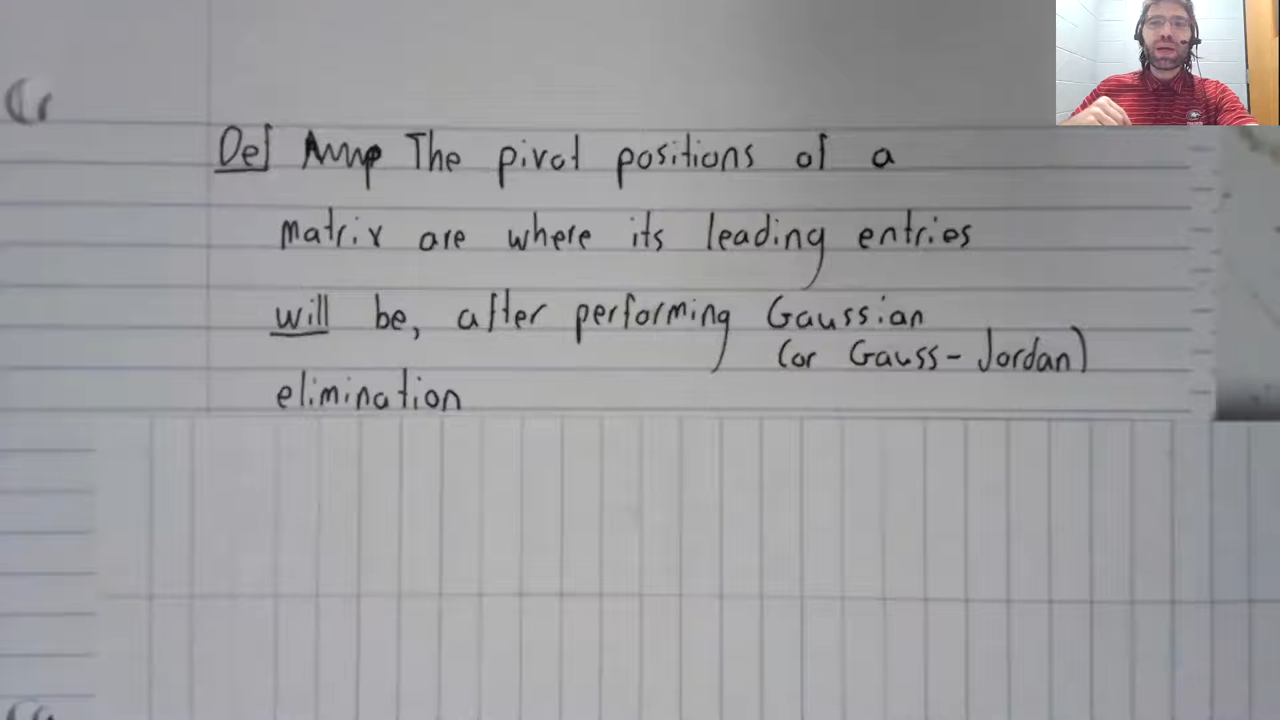 Def The pivot positions of a
matrix are where its leading entries
will be, after performing Gaussian
(or Gauss-Jordan)
elimination